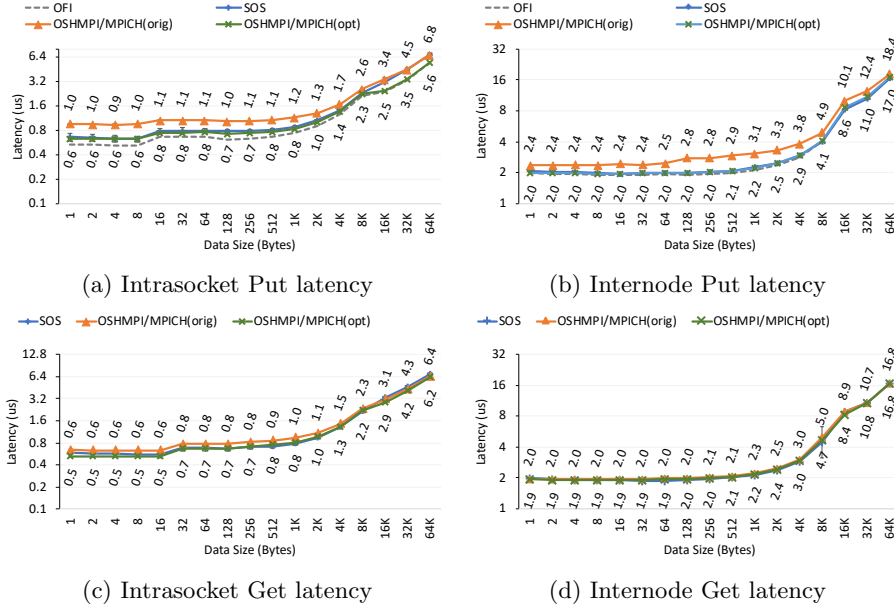 OFI SOS
OSHMPI/MPICH(orig) OSHMPI/MPICH(opt)
Latency (us)
6.4
3.2
1.6
0.8
0.4
0.2
0.1
1.0 1.0 0.9 1.0 1.1 1.1 1.1 1.0 1.1 1.1 1.2 1.3 1.7 2.6 3.4 4.5 6.8
0.6 0.6 0.6 0.6 0.8 0.8 0.8 0.7 0.7 0.8 0.8 1.0 1.4 2.3 2.5 3.5 5.6
1 2 4 8 16 32 64 128 256 512 1K 2K 4K 8K 16K 32K 64K
Data Size (Bytes)
(a) Intrasocket Put latency
OFI SOS
OSHMPI/MPICH(orig) OSHMPI/MPICH(opt)
Latency (us)
32
16
8
4
2
1
2.4 2.4 2.4 2.4 2.4 2.4 2.5 2.8 2.8 2.9 3.1 3.3 3.8 4.9 10.1 12.4 18.4
2.0 2.0 2.0 2.0 2.0 2.0 2.0 2.0 2.0 2.1 2.2 2.5 2.9 4.1 8.6 11.0 17.0
1 2 4 8 16 32 64 128 256 512 1K 2K 4K 8K 16K 32K 64K
Data Size (Bytes)
(b) Internode Put latency
SOS OSHMPI/MPICH(orig) OSHMPI/MPICH(opt)
Latency (us)
12.8
6.4
3.2
1.6
0.8
0.4
0.2
0.1
0.6 0.6 0.6 0.6 0.6 0.8 0.8 0.8 0.8 0.9 1.0 1.1 1.5 2.3 3.1 4.3 6.4
0.5 0.5 0.5 0.5 0.5 0.7 0.7 0.7 0.7 0.8 0.8 1.0 1.3 2.2 2.9 4.2 6.2
1 2 4 8 16 32 64 128 256 512 1K 2K 4K 8K 16K 32K 64K
Data Size (Bytes)
(c) Intrasocket Get latency
SOS OSHMPI/MPICH(orig) OSHMPI/MPICH(opt)
Latency (us)
32
16
8
4
2
1
2.0 2.0 2.0 2.0 2.0 2.0 2.0 2.0 2.1 2.1 2.3 2.5 3.0 5.0 8.9 10.7 16.8
1.9 1.9 1.9 1.9 1.9 1.9 1.9 2.0 2.0 2.1 2.2 2.4 3.0 4.7 8.4 10.8 16.8
1 2 4 8 16 32 64 128 256 512 1K 2K 4K 8K 16K 32K 64K
Data Size (Bytes)
(d) Internode Get latency